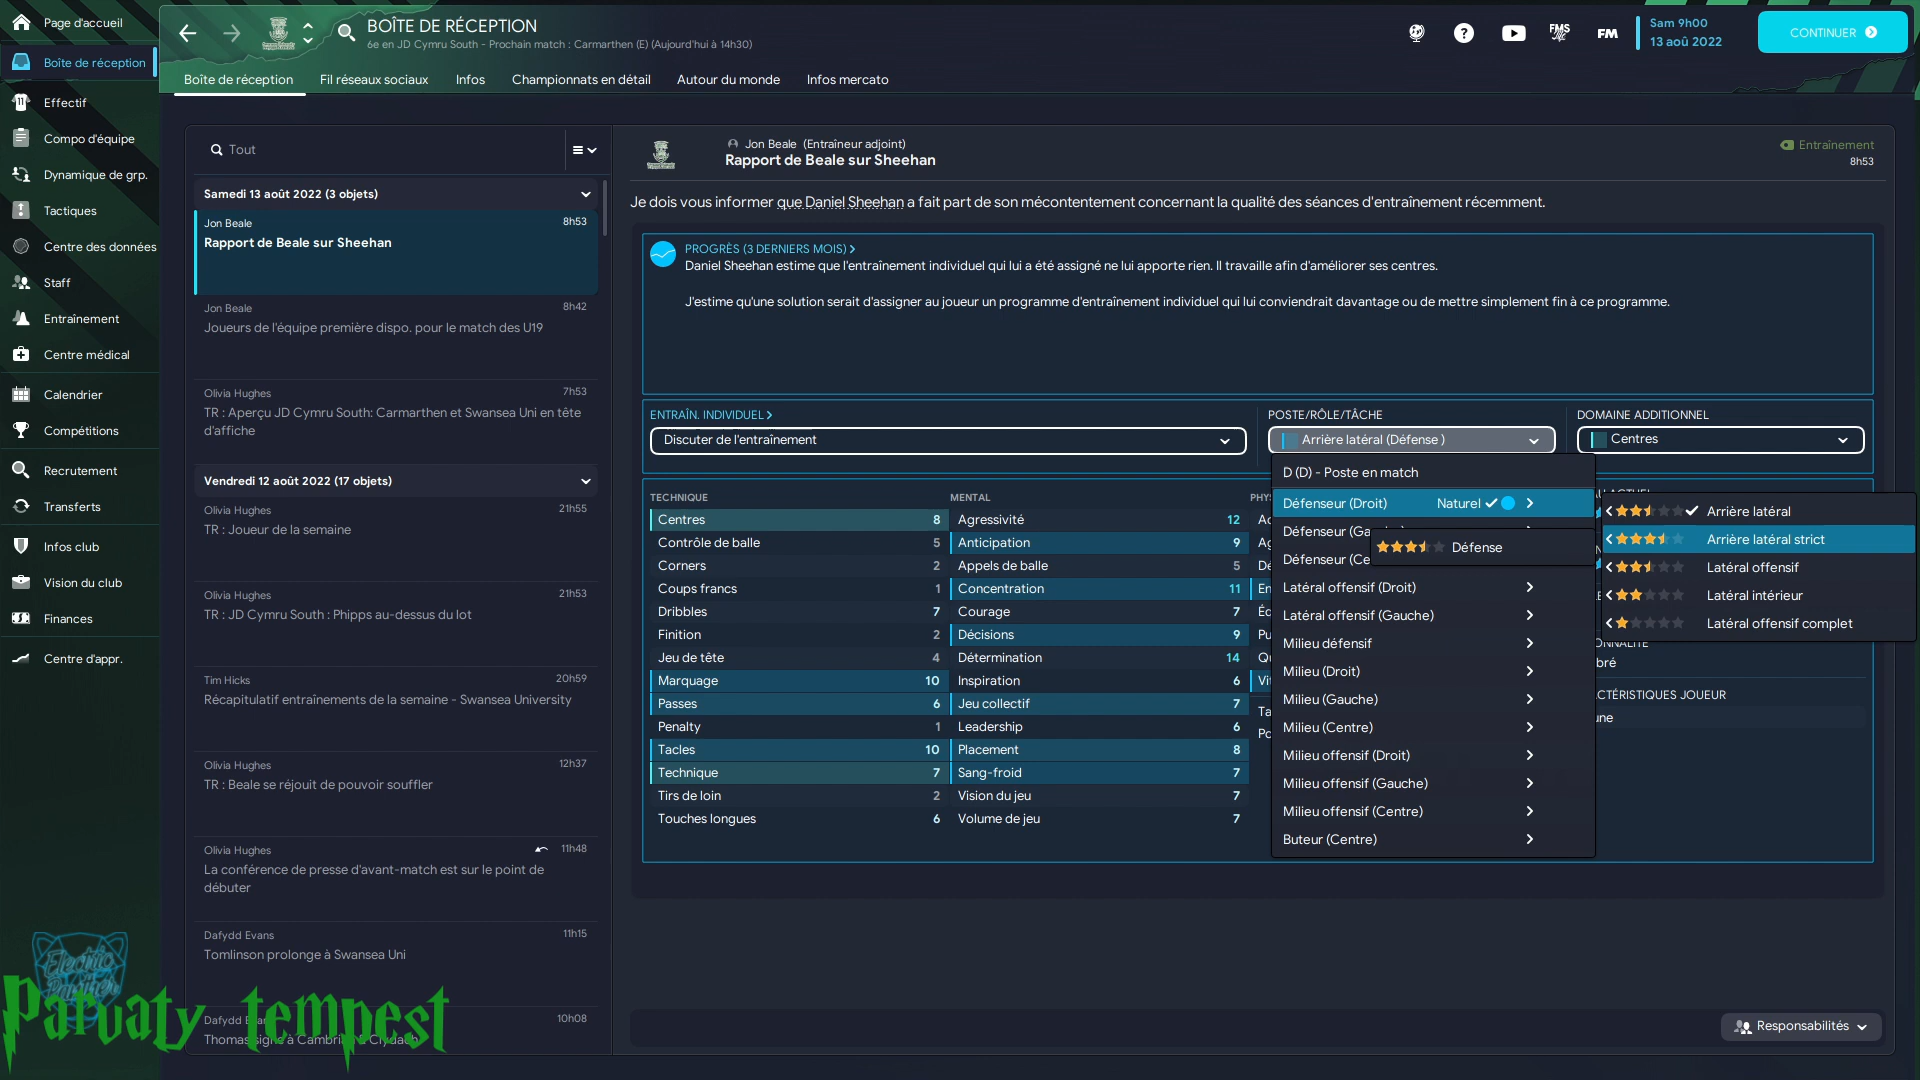 Page d'accueil
Boîte de réception
Effectif
Compo d'équipe
Dynamique de grp.
Tactiques
Centre des données
Staff
Entraînement
Centre médical
Calendrier
Compétitions
Recrutement
Transferts
Infos club
Vision du club
Finances
Centre d'appr.
BOÎTE DE RÉCEPTION
6e en JD Cymru South - Prochain match : Carmarthen (E) (Aujourd'hui à 14h30)
FMS
FM
Sam 9h00
13 aoû 2022
CONTINUER
Boîte de réception
Fil réseaux sociaux
Infos
Championnats en détail
Autour du monde
Infos mercato
Tout
Samedi 13 août 2022 (3 objets)
Jon Beale 8h53
Rapport de Beale sur Sheehan
Jon Beale 8h42
Joueurs de l'équipe première dispo. pour le match des U19
Olivia Hughes 7h53
TR : Aperçu JD Cymru South: Carmarthen et Swansea Uni en tête
d'affiche
Vendredi 12 août 2022 (17 objets)
Olivia Hughes 21h55
TR : Joueur de la semaine
Olivia Hughes 21h53
TR : JD Cymru South : Phipps au-dessus du lot
Tim Hicks 20h59
Récapitulatif entraînements de la semaine - Swansea University
Olivia Hughes 12h37
TR : Beale se réjouit de pouvoir souffler
Olivia Hughes 11h48
La conférence de presse d'avant-match est sur le point de
débuter
Dafydd Evans 11h15
Tomlinson prolonge à Swansea Uni
Dafydd 10h08
Thomas signe à Cambri Clydach
Electric Panther
Parvaty tempest
Jon Beale (Entraîneur adjoint)
Rapport de Beale sur Sheehan
Entraînement
8h53
Je dois vous informer que Daniel Sheehan a fait part de son mécontentement concernant la qualité des séances d'entraînement récemment.
PROGRÈS (3 DERNIERS MOIS)
Daniel Sheehan estime que l'entraînement individuel qui lui a été assigné ne lui apporte rien. Il travaille afin d'améliorer ses centres.
J'estime qu'une solution serait d'assigner au joueur un programme d'entraînement individuel qui lui conviendrait davantage ou de mettre simplement fin à ce programme.
ENTRAÎN. INDIVIDUEL
Discuter de l'entraînement
POSTE/RÔLE/TÂCHE
Arrière latéral (Défense )
DOMAINE ADDITIONNEL
Centres
TECHNIQUE
Centres 8
Contrôle de balle 5
Corners 2
Coups francs 1
Dribbles 7
Finition 2
Jeu de tête 4
Marquage 10
Passes 6
Penalty 1
Tacles 10
Technique 7
Tirs de loin 2
Touches longues 6
MENTAL
Agressivité 12
Anticipation 9
Appels de balle 5
Concentration 11
Courage 7
Décisions 9
Détermination 14
Inspiration 6
Jeu collectif 7
Leadership 6
Placement 8
Sang-froid 7
Vision du jeu 7
Volume de jeu 7
D (D) - Poste en match
Défenseur (Droit) Naturel
Défenseur (Ga
Défenseur (Ce
Latéral offensif (Droit)
Latéral offensif (Gauche)
Milieu défensif
Milieu (Droit)
Milieu (Gauche)
Milieu (Centre)
Milieu offensif (Droit)
Milieu offensif (Gauche)
Milieu offensif (Centre)
Buteur (Centre)
Défense
Arrière latéral
Arrière latéral strict
Latéral offensif
Latéral intérieur
Latéral offensif complet
ONNALITÉ
bré
CTÉRISTIQUES JOUEUR
une
Responsabilités